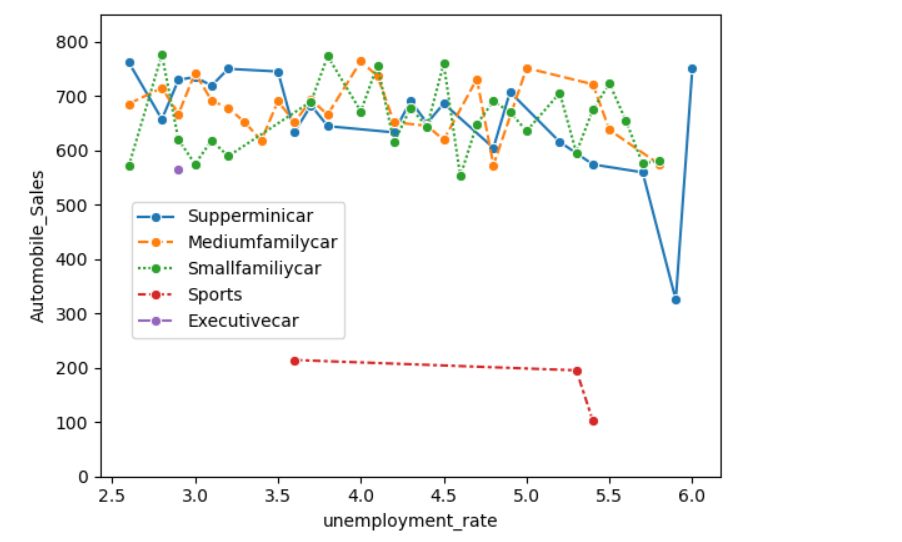 800
700
600
500
400
300
200
100
0
Automobile_Sales
Supperminicar
Mediumfamilycar
Smallfamiliycar
Sports
Executivecar
2.5 3.0 3.5 4.0 4.5 5.0 5.5 6.0
unemployment_rate